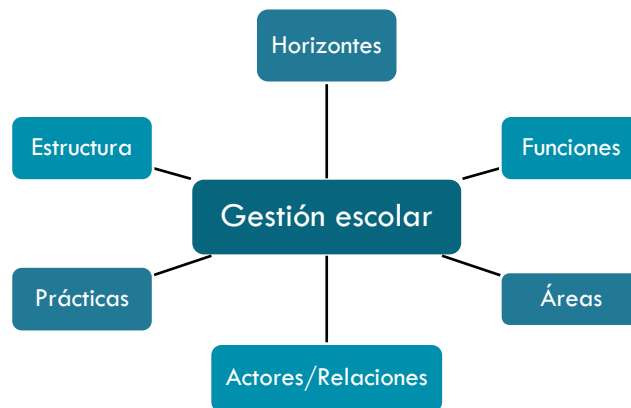 Horizontes
Estructura
Funciones
Gestión escolar
Prácticas
Áreas
Actores/Relaciones